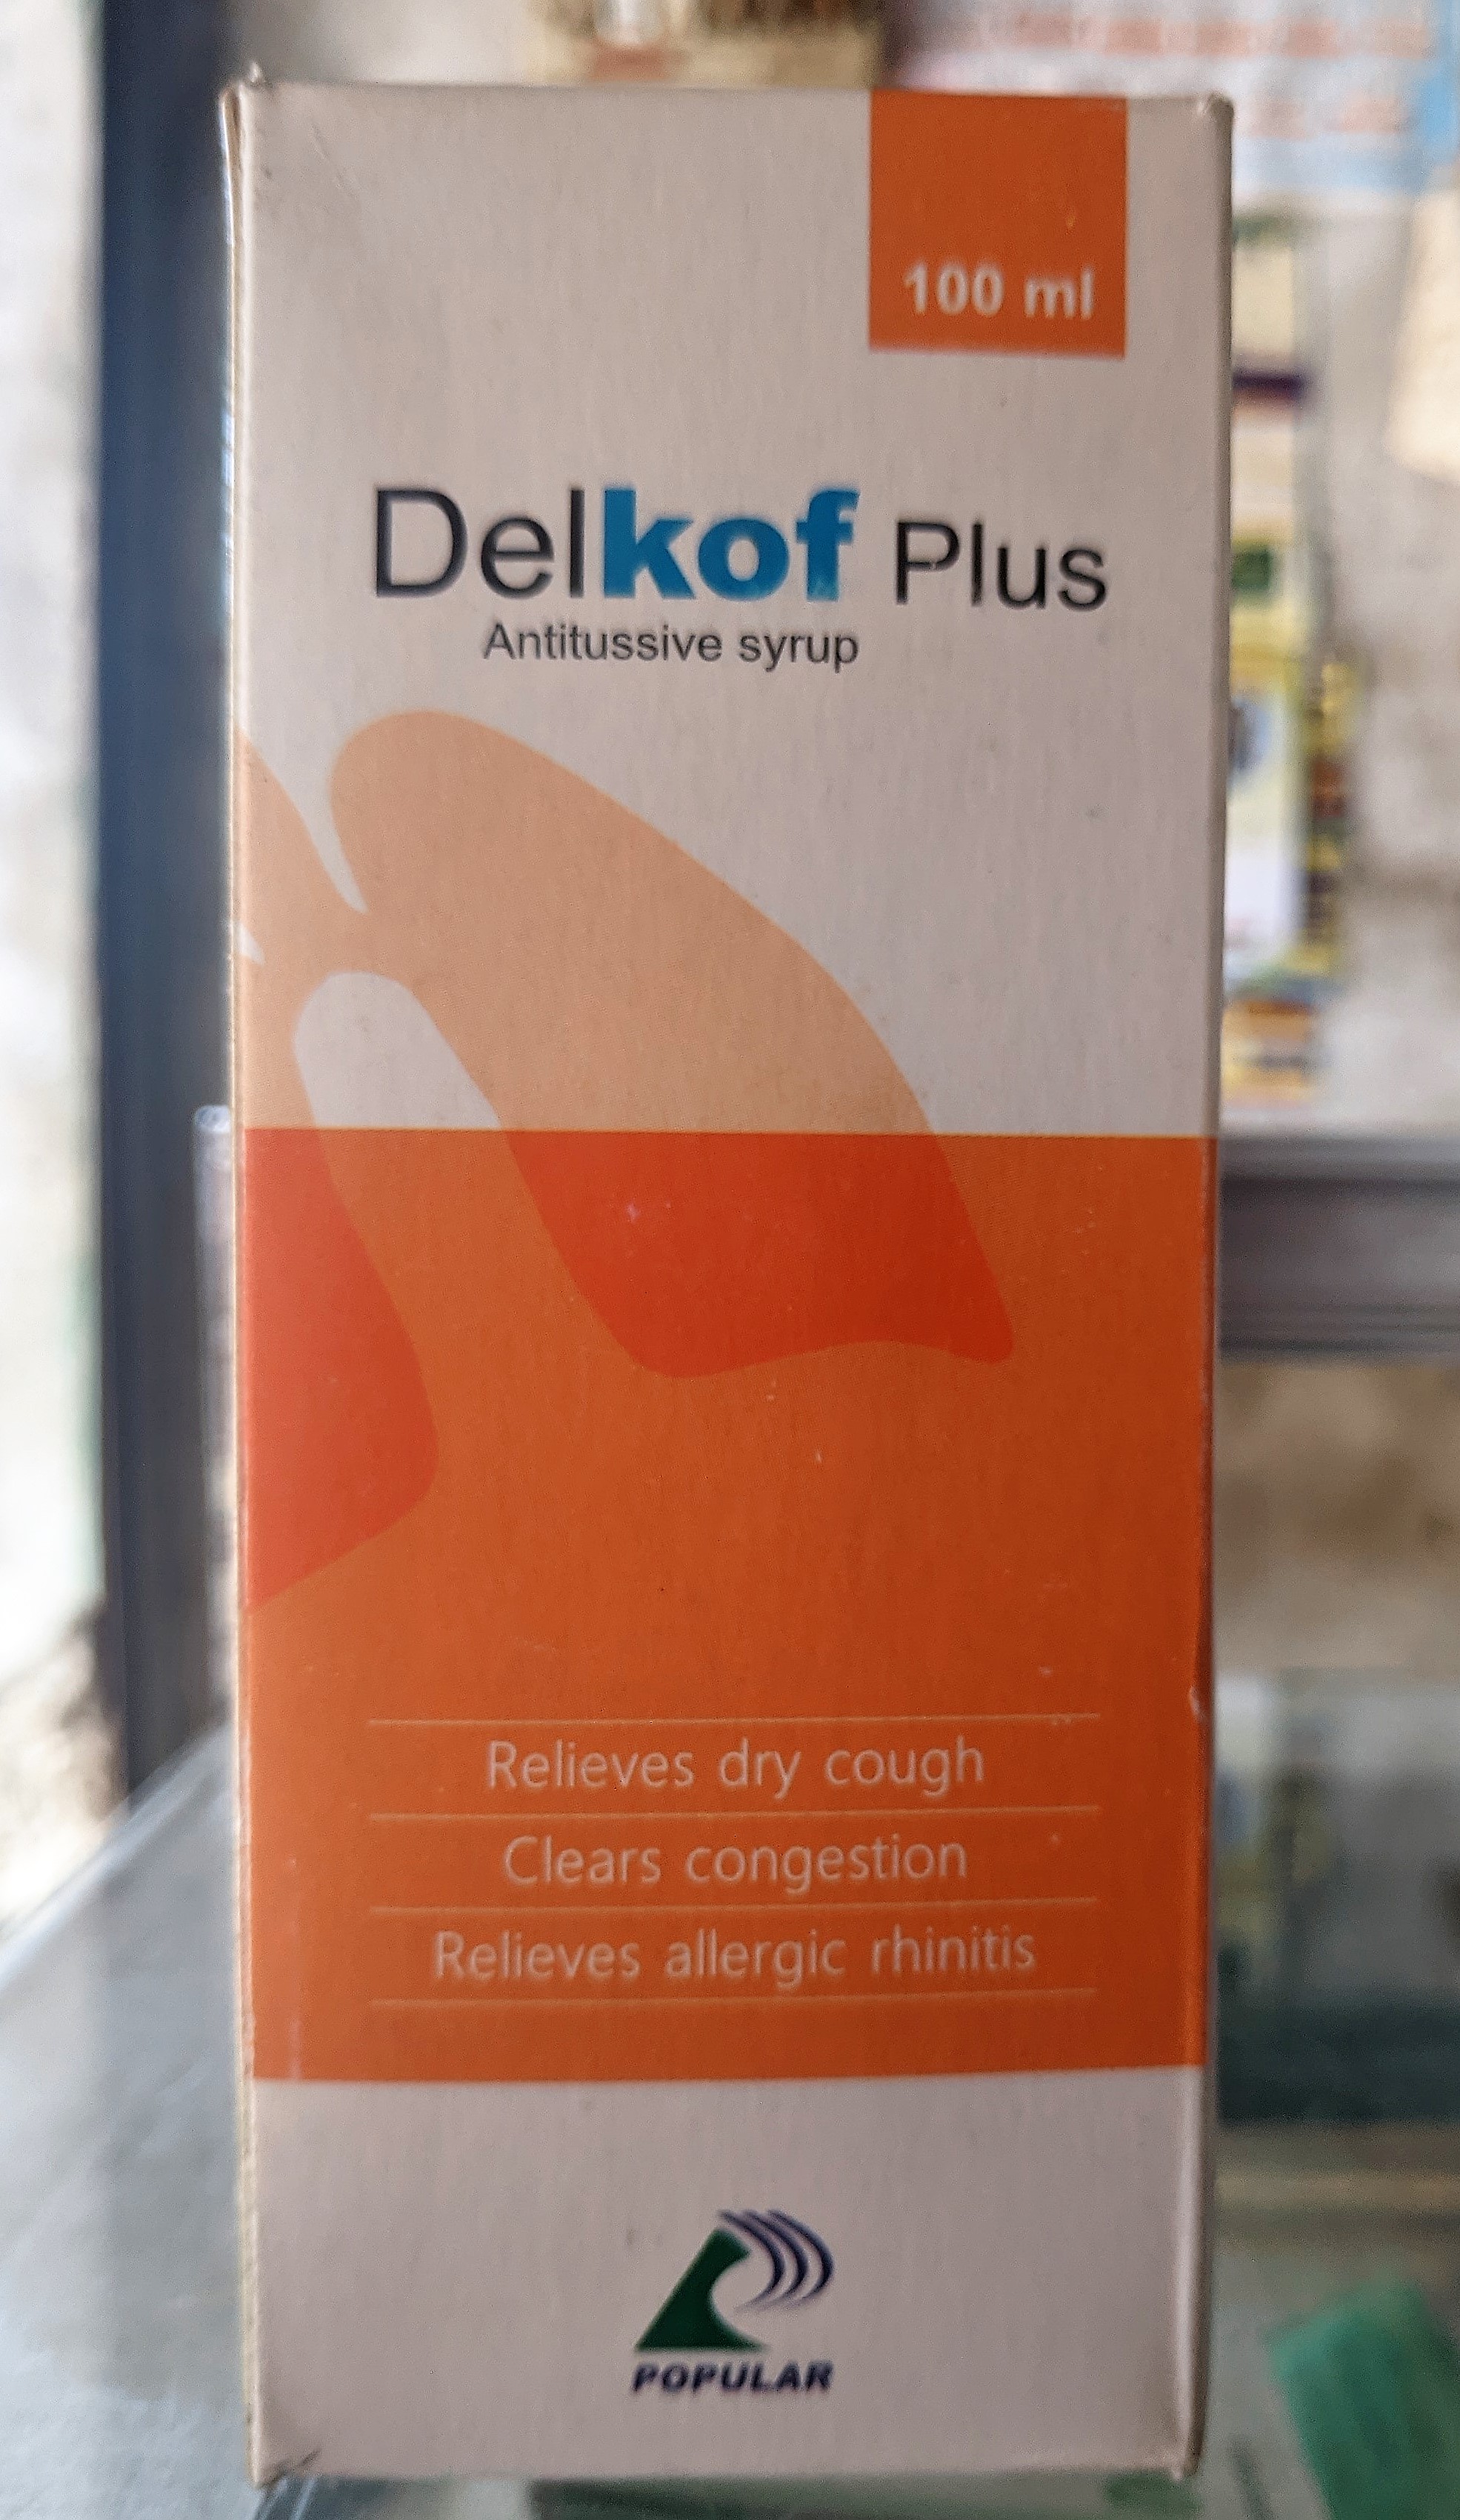 100 ml
Delkof Plus
Antitussive syrup
Relieves dry cough
Clears congestion
Relieves allergic rhinitis
POPULAR